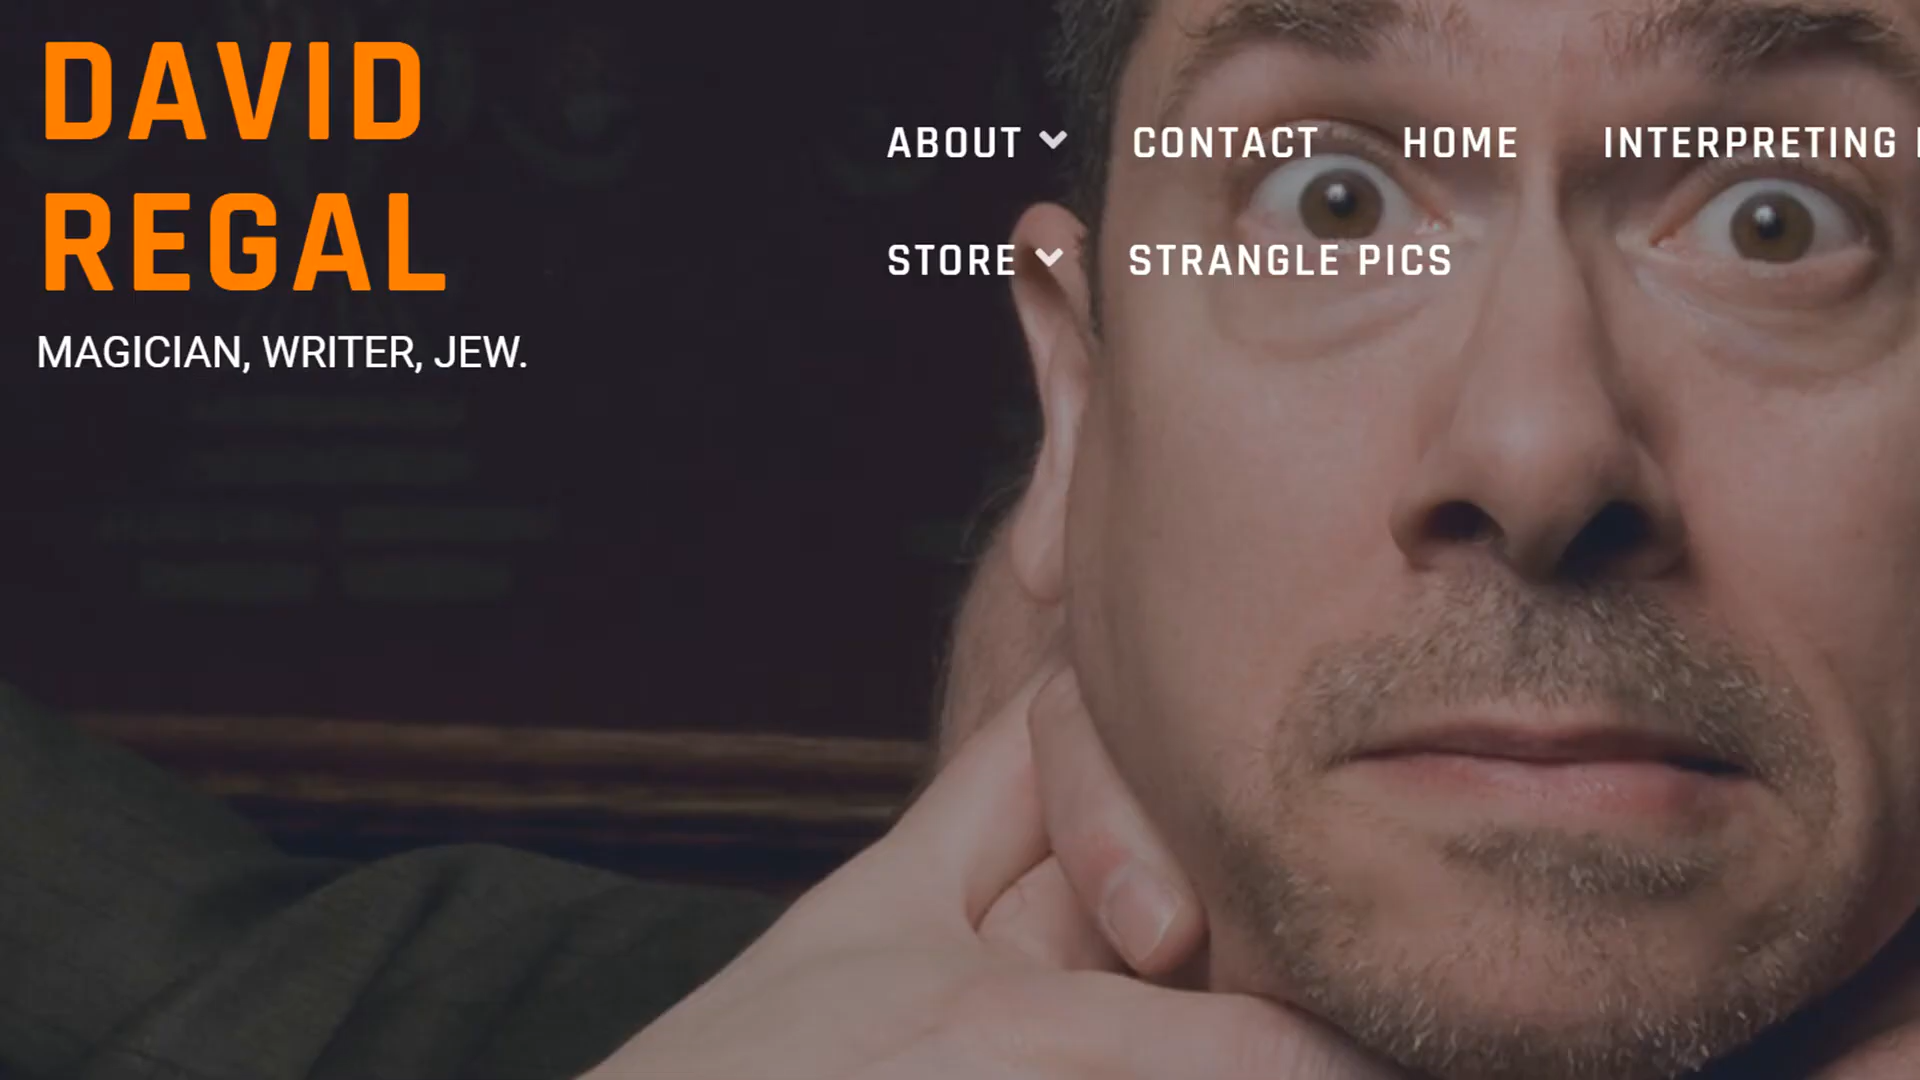 DAVID
REGAL
MAGICIAN, WRITER, JEW.
ABOUT CONTACT HOME INTERPRETING
STORE STRANGLE PICS